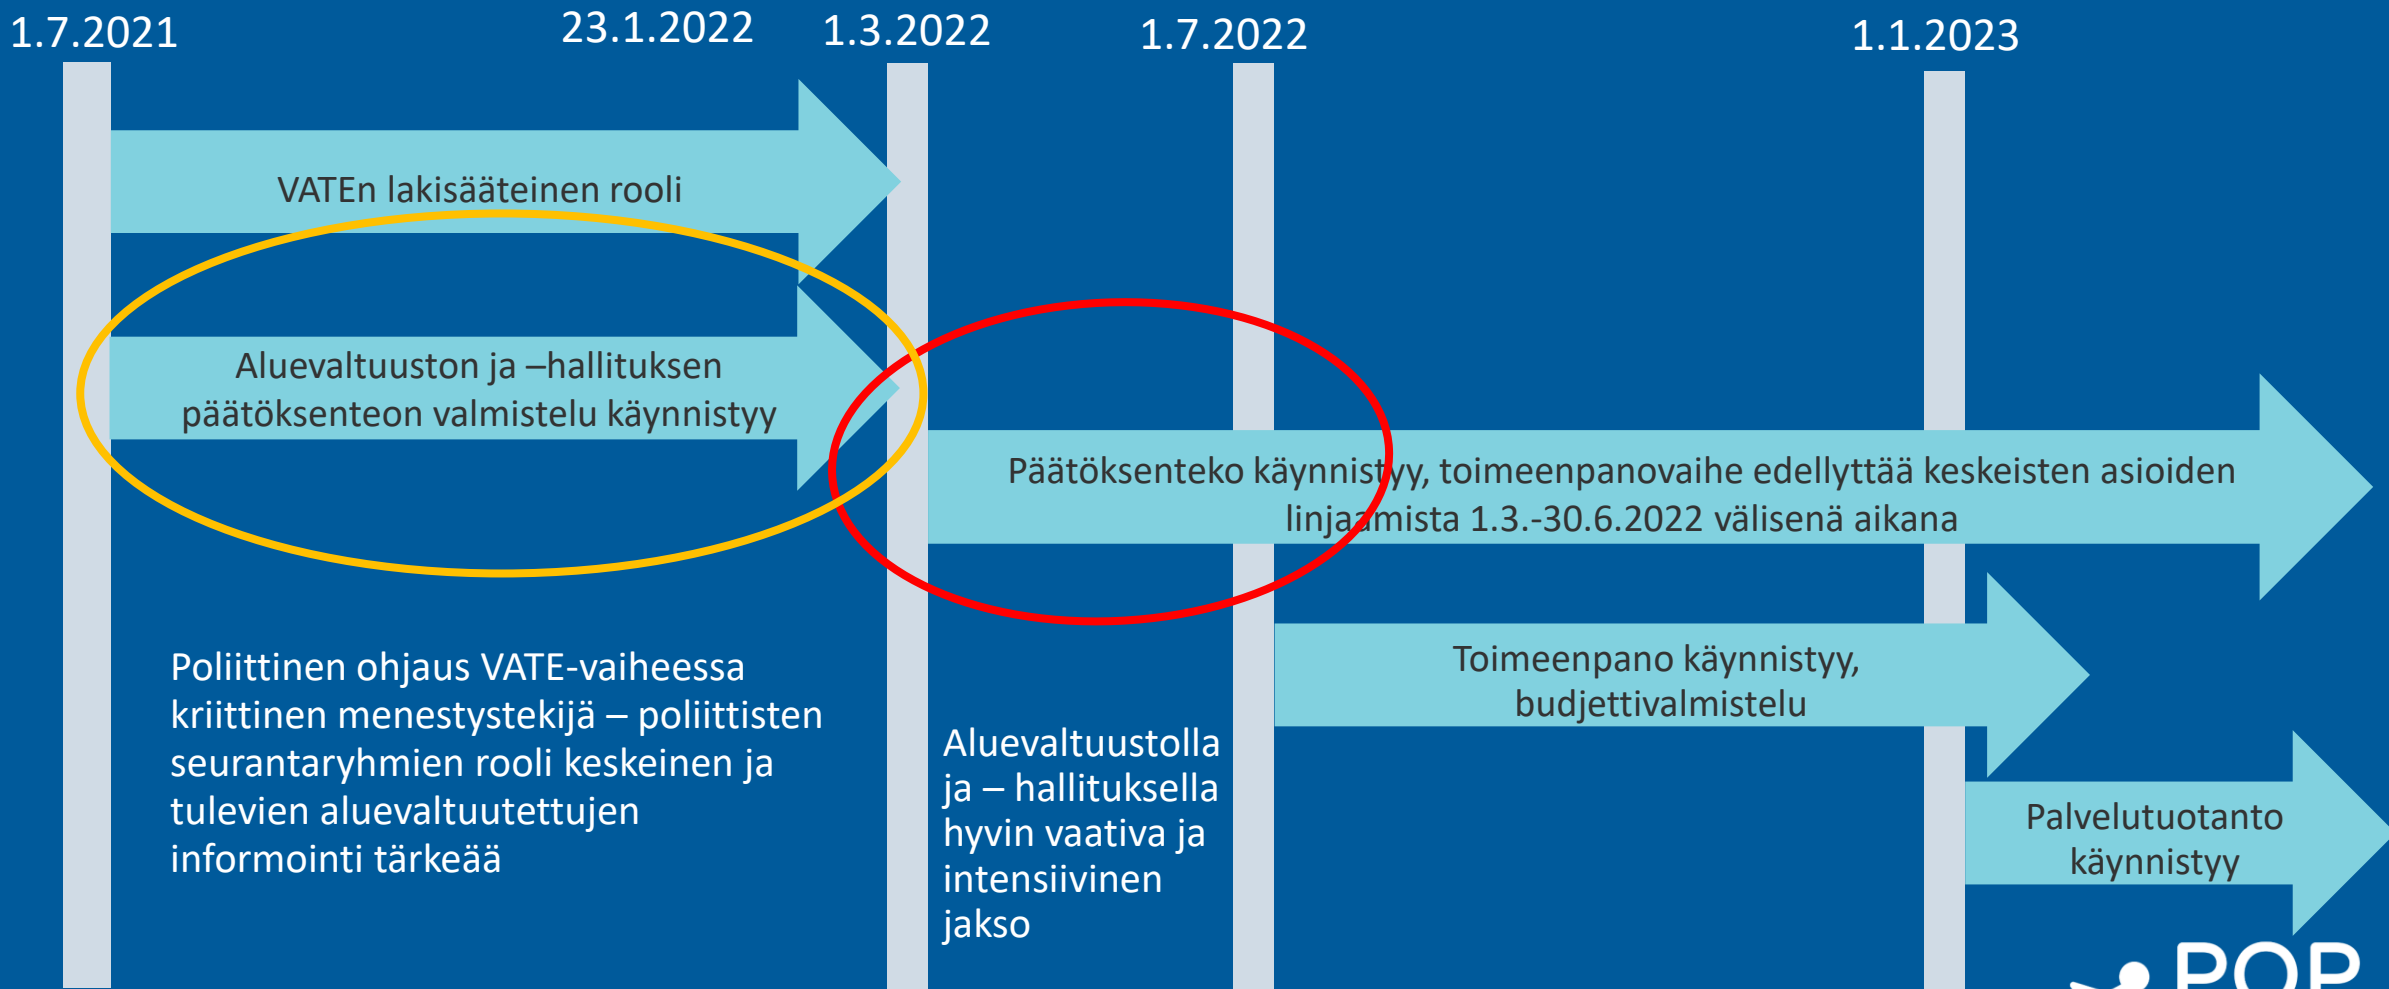 1.7.2021
23.1.2022
1.3.2022
1.7.2022
1.1.2023
VATEn lakisääteinen rooli
Aluevaltuuston ja –hallituksen
päätöksenteon valmistelu käynnistyy
Päätöksenteko käynnistyy, toimeenpanovaihe edellyttää keskeisten asioiden
linjaamista 1.3.-30.6.2022 välisenä aikana
Toimeenpano käynnistyy,
budjettivalmistelu
Palvelutuotanto
käynnistyy
Poliittinen ohjaus VATE-vaiheessa
kriittinen menestystekijä – poliittisten
seurantaryhmien rooli keskeinen ja
tulevien aluevaltuutettujen
informointi tärkeää
Aluevaltuustolla
ja – hallituksella
hyvin vaativa ja
intensiivinen
jakso
POP